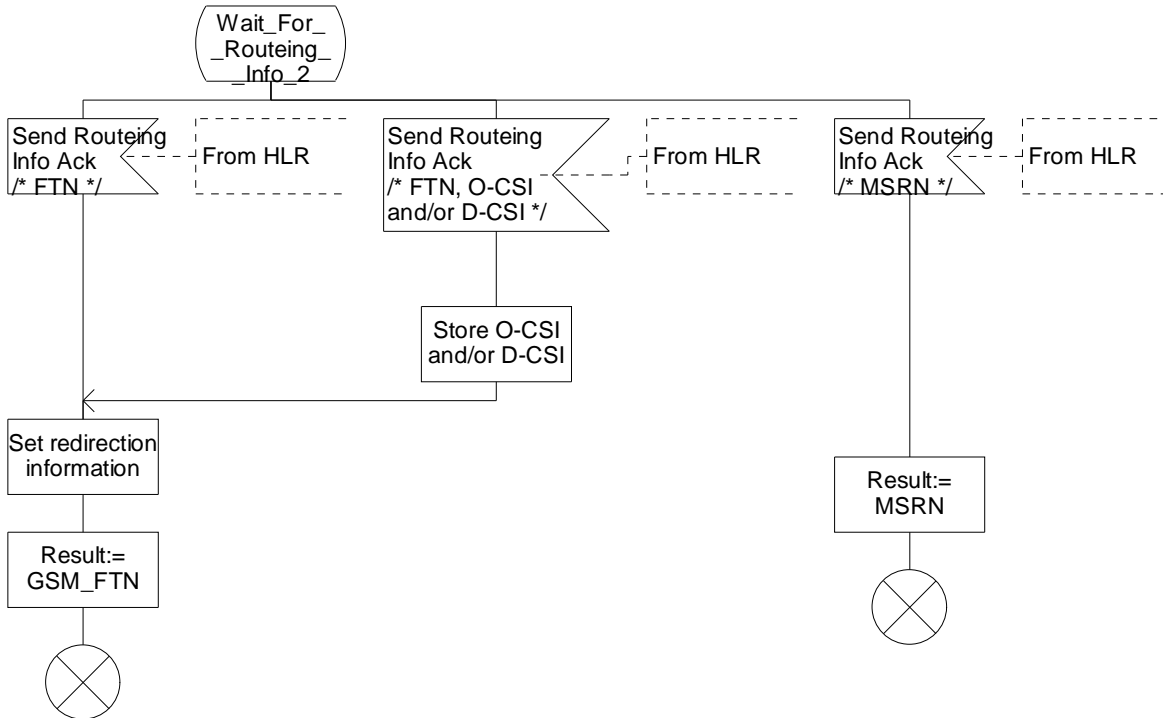 Wait_For_
_Routeing_
_Info_2
Send Routeing
Info Ack
/* FTN */
From HLR
Send Routeing
Info Ack
/* FTN, O-CSI
and/or D-CSI */
From HLR
Send Routeing
Info Ack
/* MSRN */
From HLR
Store O-CSI
and/or D-CSI
Set redirection
information
Result:=
MSRN
Result:=
GSM_FTN